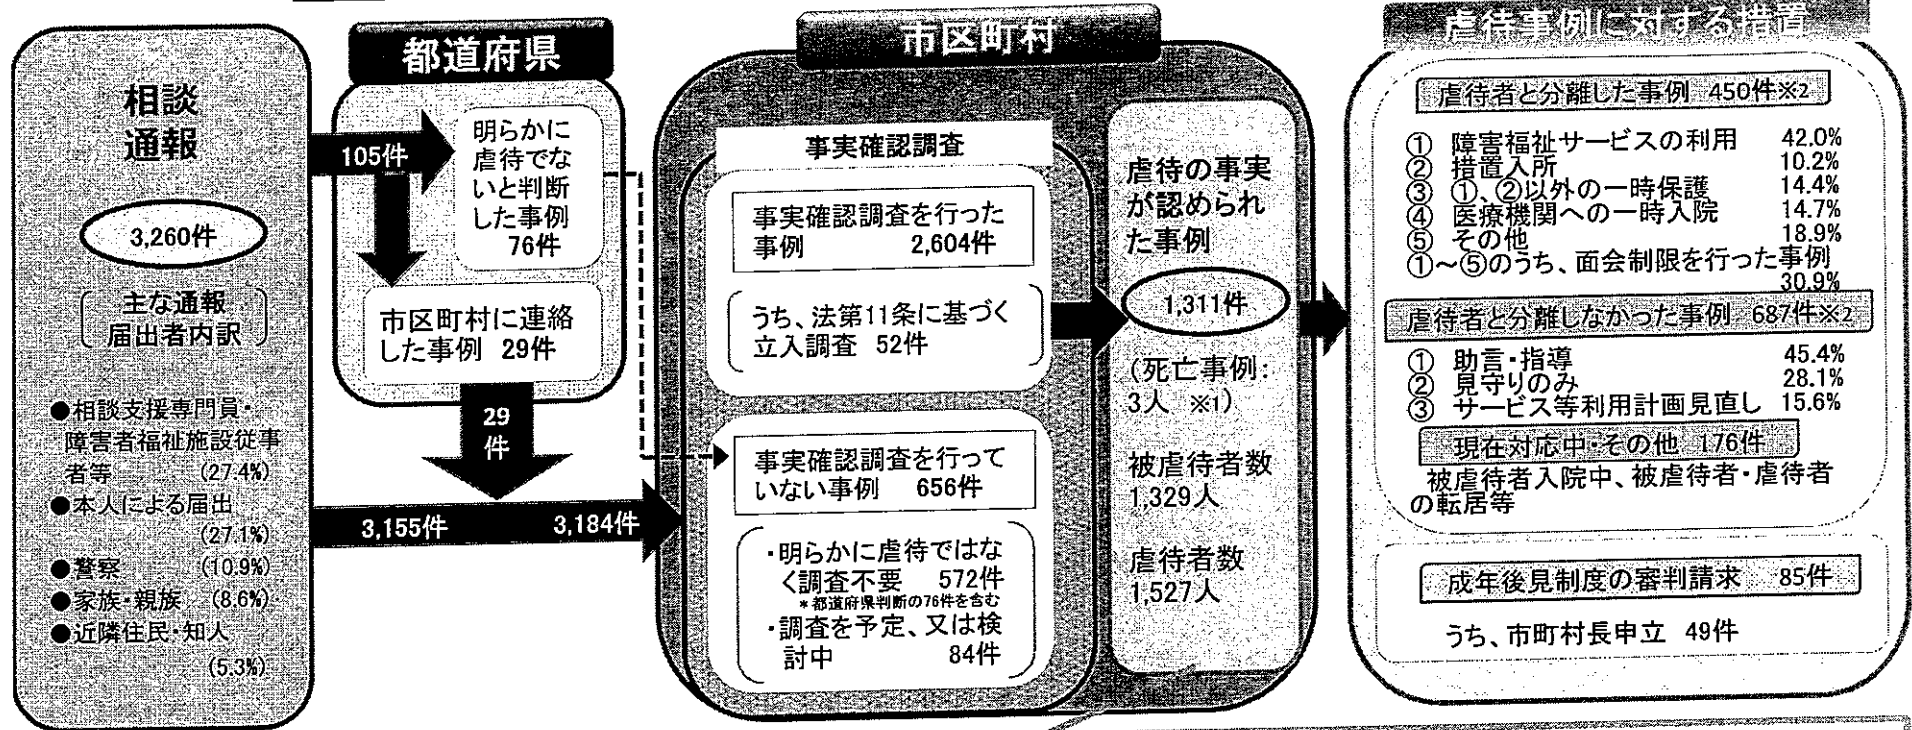 相談
通報
3,260件
主な通報
届出者内訳
●相談支援専門員・
障害者福祉施設従事
者等 (27.4%)
●本人による届出
(27.1%)
●警察 (10.9%)
●家族・親族 (8.6%)
●近隣住民・知人
(5.3%)
都道府県
105件
明らかに
虐待でな
いと判断
した事例
76件
市区町村に連絡
した事例 29件
29
件
3,155件 3,184件
市区町村
事実確認調査
事実確認調査を行った
事例 2,604件
うち、法第11条に基づく
立入調査 52件
事実確認調査を行って
いない事例 656件
・明らかに虐待ではな
く調査不要 572件
*都道府県判断の76件を含む
・調査を予定、又は検
討中 84件
虐待の事実
が認められ
た事例
1,311件
(死亡事例:
3人 ※1)
被虐待者数
1,329人
虐待者数
1,527人
虐待事例に対する措置
虐待者と分離した事例 450件※2
① 障害福祉サービスの利用 42.0%
② 措置入所 10.2%
③ ①、②以外の一時保護 14.4%
④ 医療機関への一時入院 14.7%
⑤ その他 18.9%
①~⑤のうち、面会制限を行った事例
30.9%
虐待者と分離しなかった事例 687件※2
① 助言・指導 45.4%
② 見守りのみ 28.1%
③ サービス等利用計画見直し 15.6%
現在対応中・その他 176件
被虐待者入院中、被虐待者・虐待者
の転居等
成年後見制度の審判請求 85件
うち、市町村長申立 49件